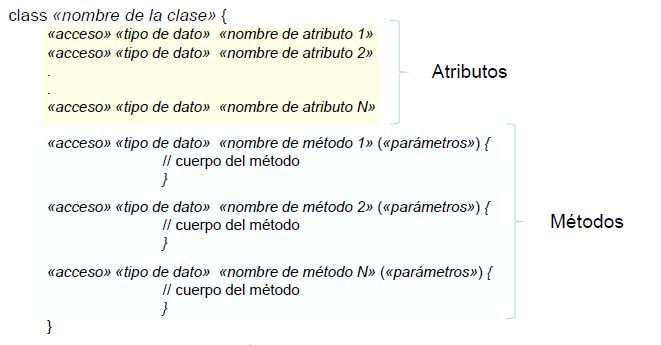 class «nombre de la clase» {
«acceso» «tipo de dato» «nombre de atributo 1»
«acceso» «tipo de dato» «nombre de atributo 2»
.
.
«acceso» «tipo de dato» «nombre de atributo N»
Atributos
«acceso» «tipo de dato» «nombre de método 1» («parámetros») {
// cuerpo del método
}
«acceso» «tipo de dato» «nombre de método 2» («parámetros») {
// cuerpo del método
}
«acceso» «tipo de dato» «nombre de método N» («parámetros») {
// cuerpo del método
}
Métodos
}